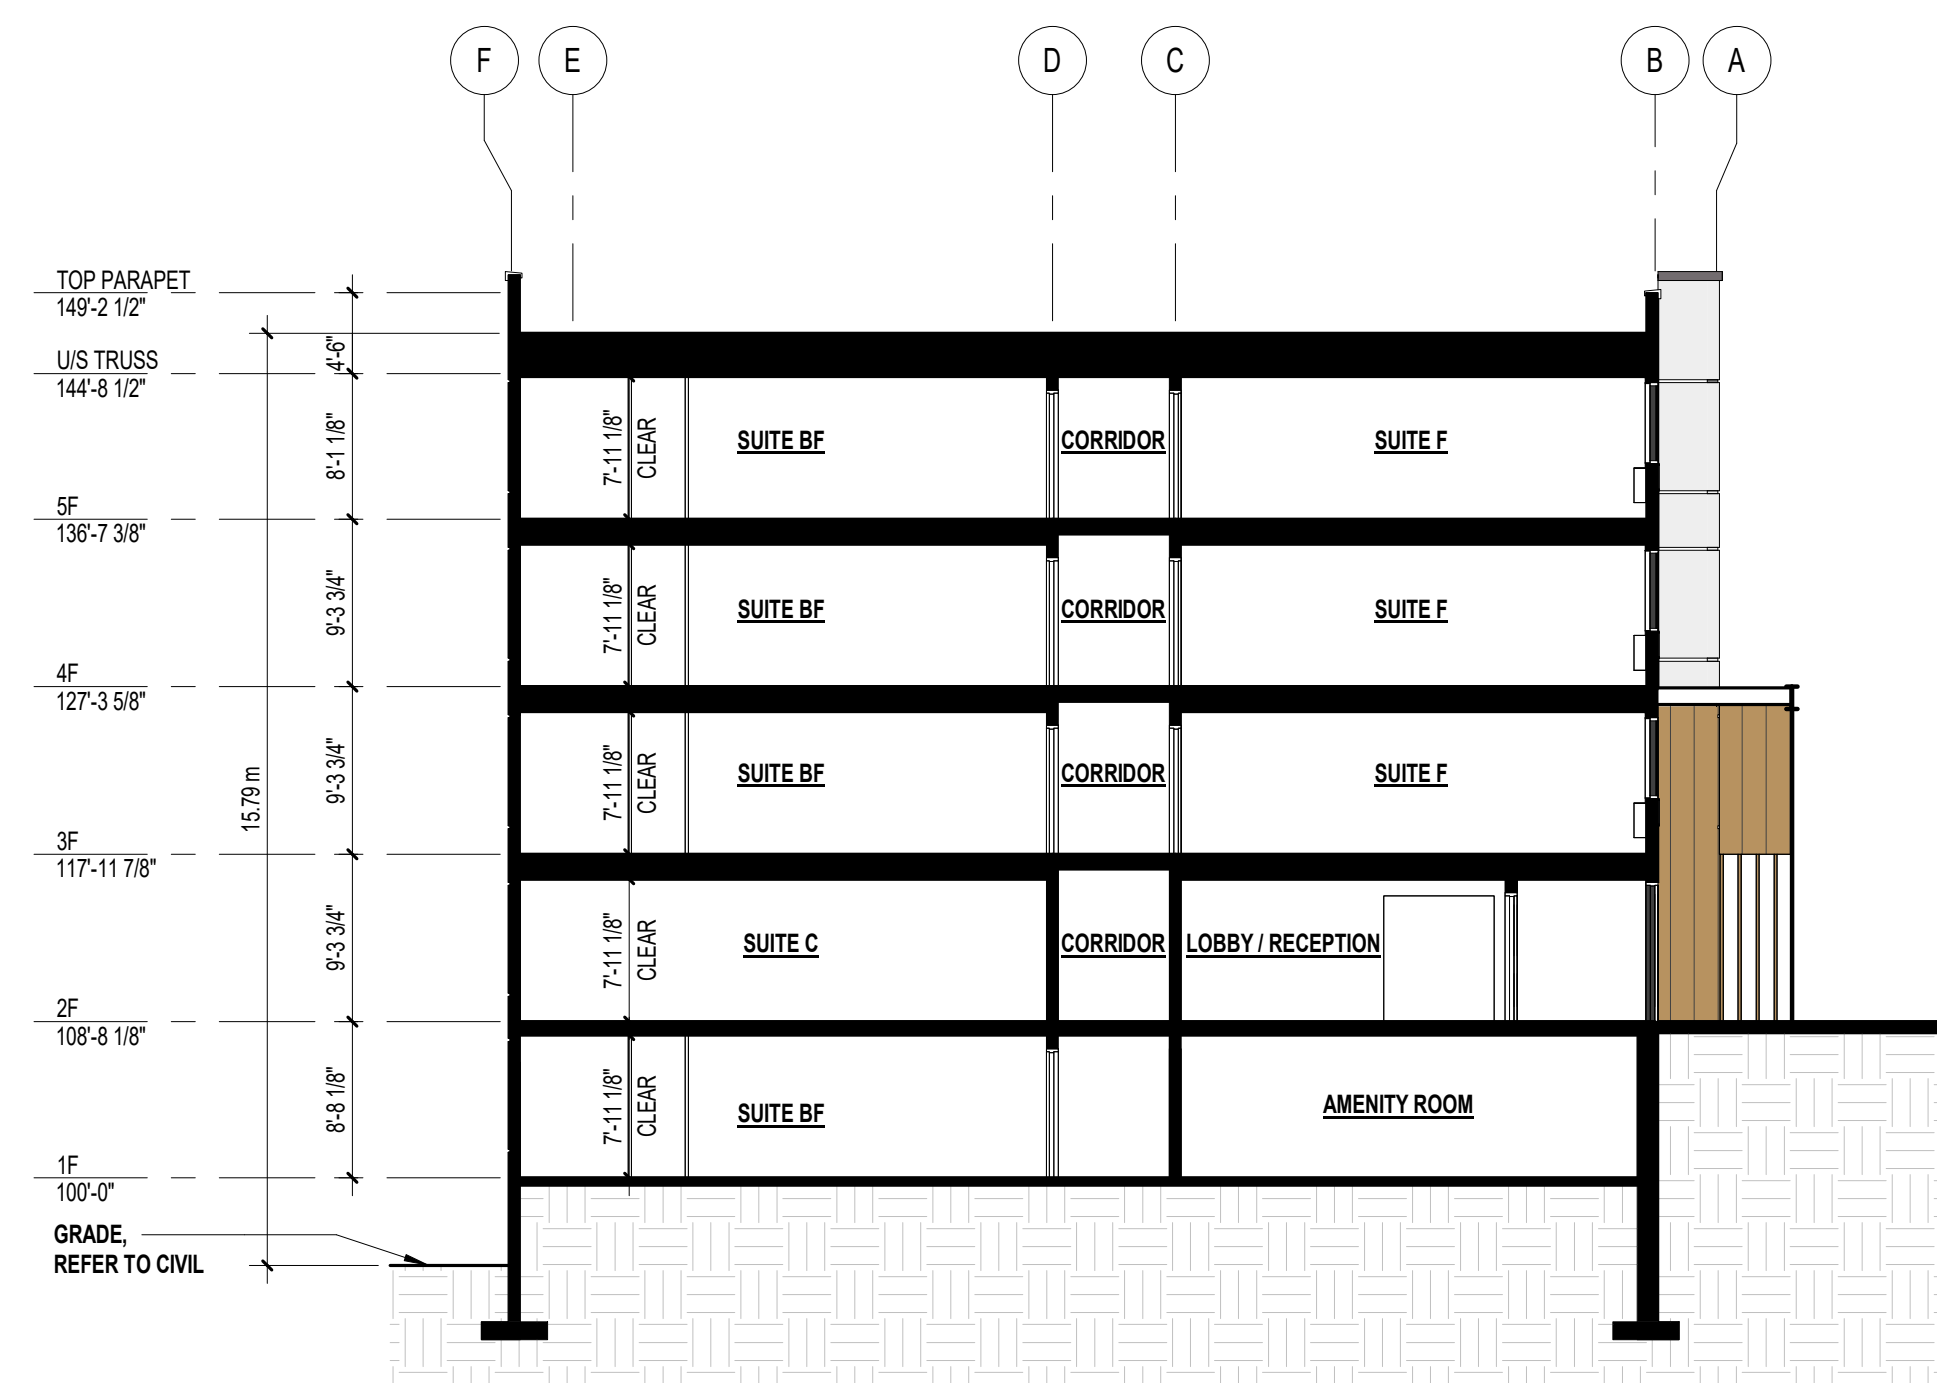 F
E
D
C
B
A
TOP PARAPET
149'-2 1/2"
U/S TRUSS
144'-8 1/2"
4'-6"
8'-1 1/8"
7'-11 1/8"
CLEAR
SUITE BF
CORRIDOR
SUITE F
5F
136'-7 3/8"
9'-3 3/4"
7'-11 1/8"
CLEAR
SUITE BF
CORRIDOR
SUITE F
4F
127'-3 5/8"
15.79 m
9'-3 3/4"
7'-11 1/8"
CLEAR
SUITE BF
CORRIDOR
SUITE F
3F
117'-11 7/8"
9'-3 3/4"
7'-11 1/8"
CLEAR
SUITE C
CORRIDOR
LOBBY / RECEPTION
2F
108'-8 1/8"
8'-8 1/8"
7'-11 1/8"
CLEAR
SUITE BF
AMENITY ROOM
1F
100'-0"
GRADE,
REFER TO CIVIL